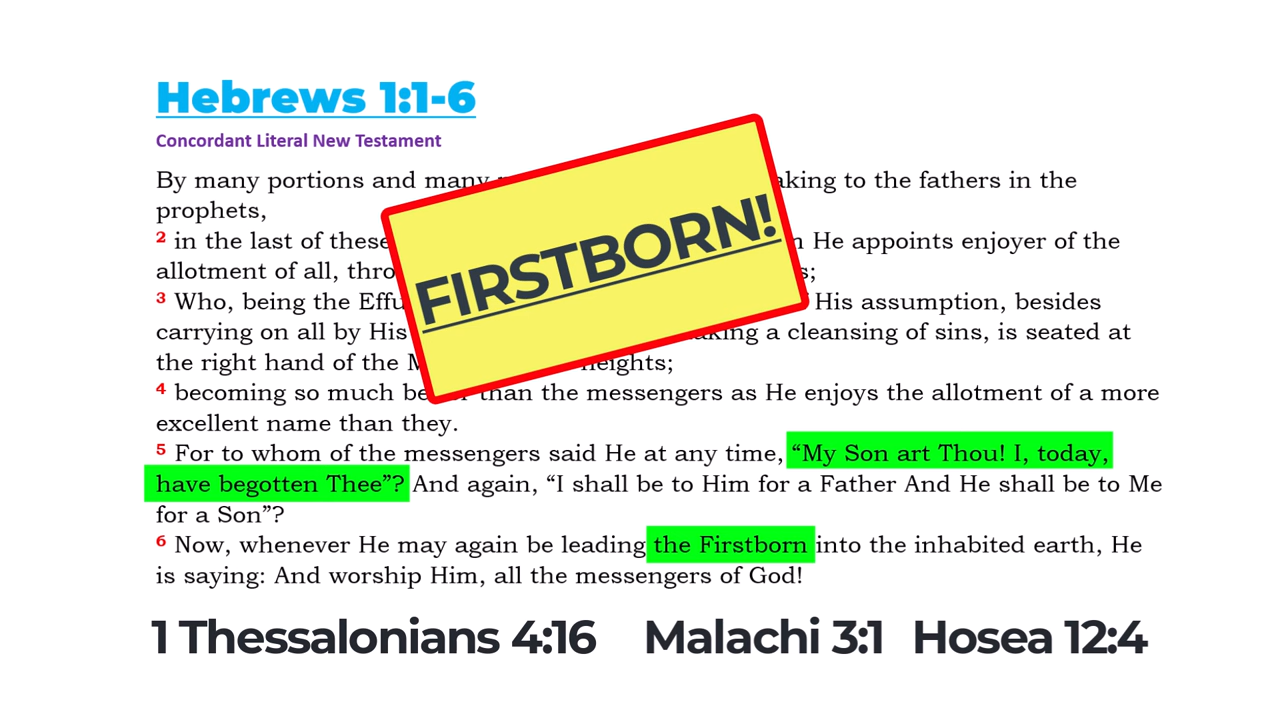 Hebrews 1:1-6
Concordant Literal New Testament
By many portions and many aking to the fathers in the
prophets,
2 in the last of these He appoints enjoyer of the
allotment of all,
3 Who, being the His assumption, besides
carrying on all by His aking a cleansing of sins, is seated at
the right hand of the heights;
4 becoming so much than the messengers as He enjoys the allotment of a more
excellent name than they.
5 For to whom of the messengers said He at any time, “My Son art Thou! I, today,
have begotten Thee”? And again, “I shall be to Him for a Father And He shall be to Me
for a Son”?
6 Now, whenever He may again be leading the Firstborn into the inhabited earth, He
is saying: And worship Him, all the messengers of God!
FIRSTBORN!
1 Thessalonians 4:16 Malachi 3:1 Hosea 12:4